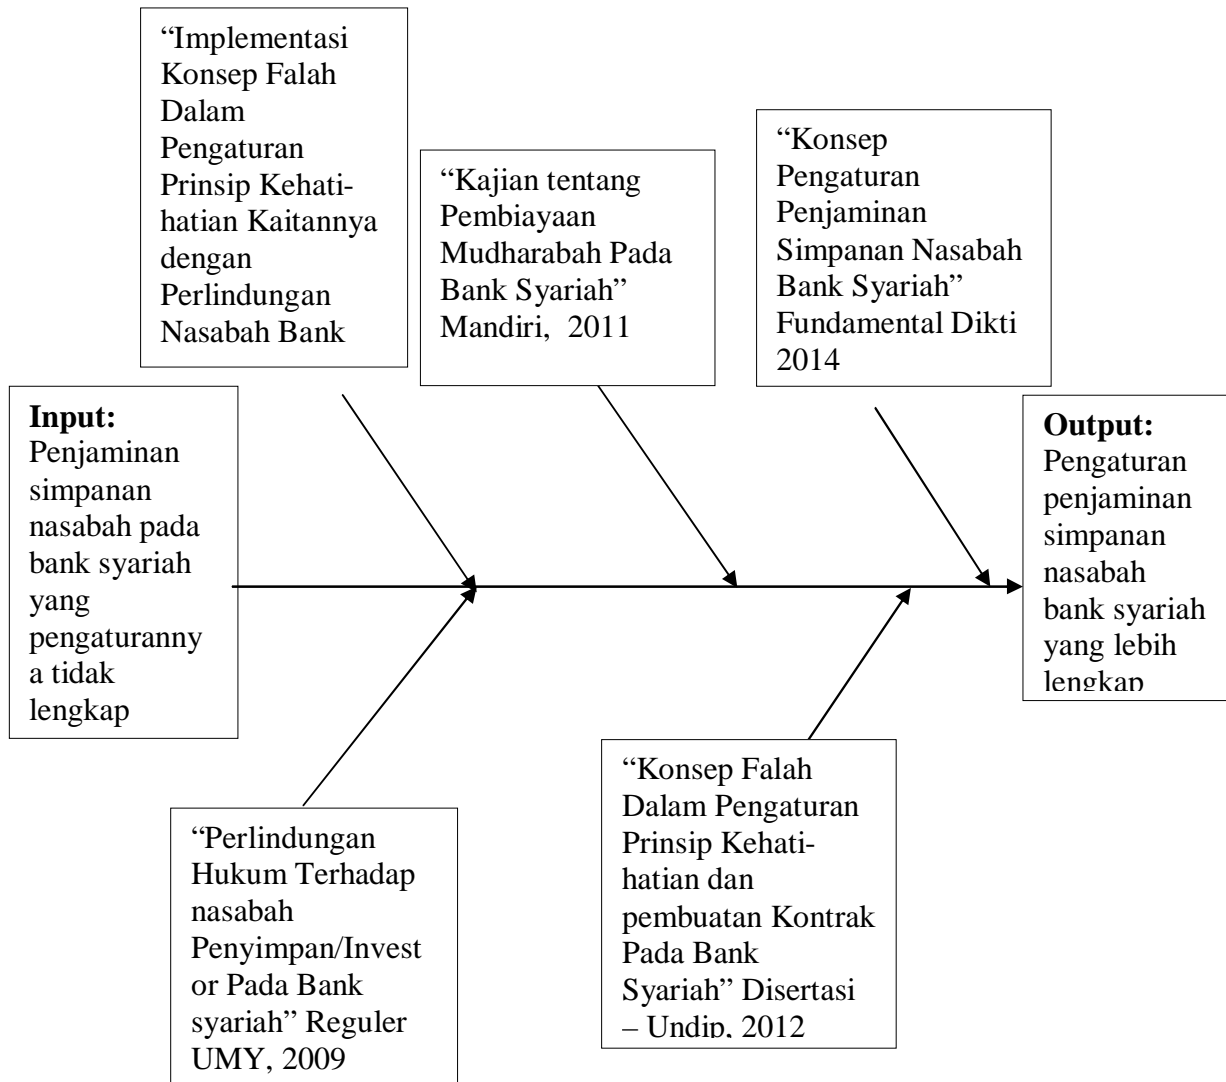 “Implementasi
Konsep Falah
Dalam
Pengaturan
Prinsip Kehati-
hatian Kaitannya
dengan
Perlindungan
Nasabah Bank
“Kajian tentang
Pembiayaan
Mudharabah Pada
Bank Syariah”
Mandiri,  2011
“Konsep
Pengaturan
Penjaminan
Simpanan Nasabah
Bank Syariah”
Fundamental Dikti
2014
Input:
Penjaminan
simpanan
nasabah pada
bank syariah
yang
pengaturanny
a tidak
lengkap
Output:
Pengaturan
penjaminan
simpanan
nasabah
bank syariah
yang lebih
lengkap
“Perlindungan
Hukum Terhadap
nasabah
Penyimpan/Invest
or Pada Bank
syariah” Reguler
UMY, 2009
“Konsep Falah
Dalam Pengaturan
Prinsip Kehati-
hatian dan
pembuatan Kontrak
Pada Bank
Syariah” Disertasi
– Undip, 2012